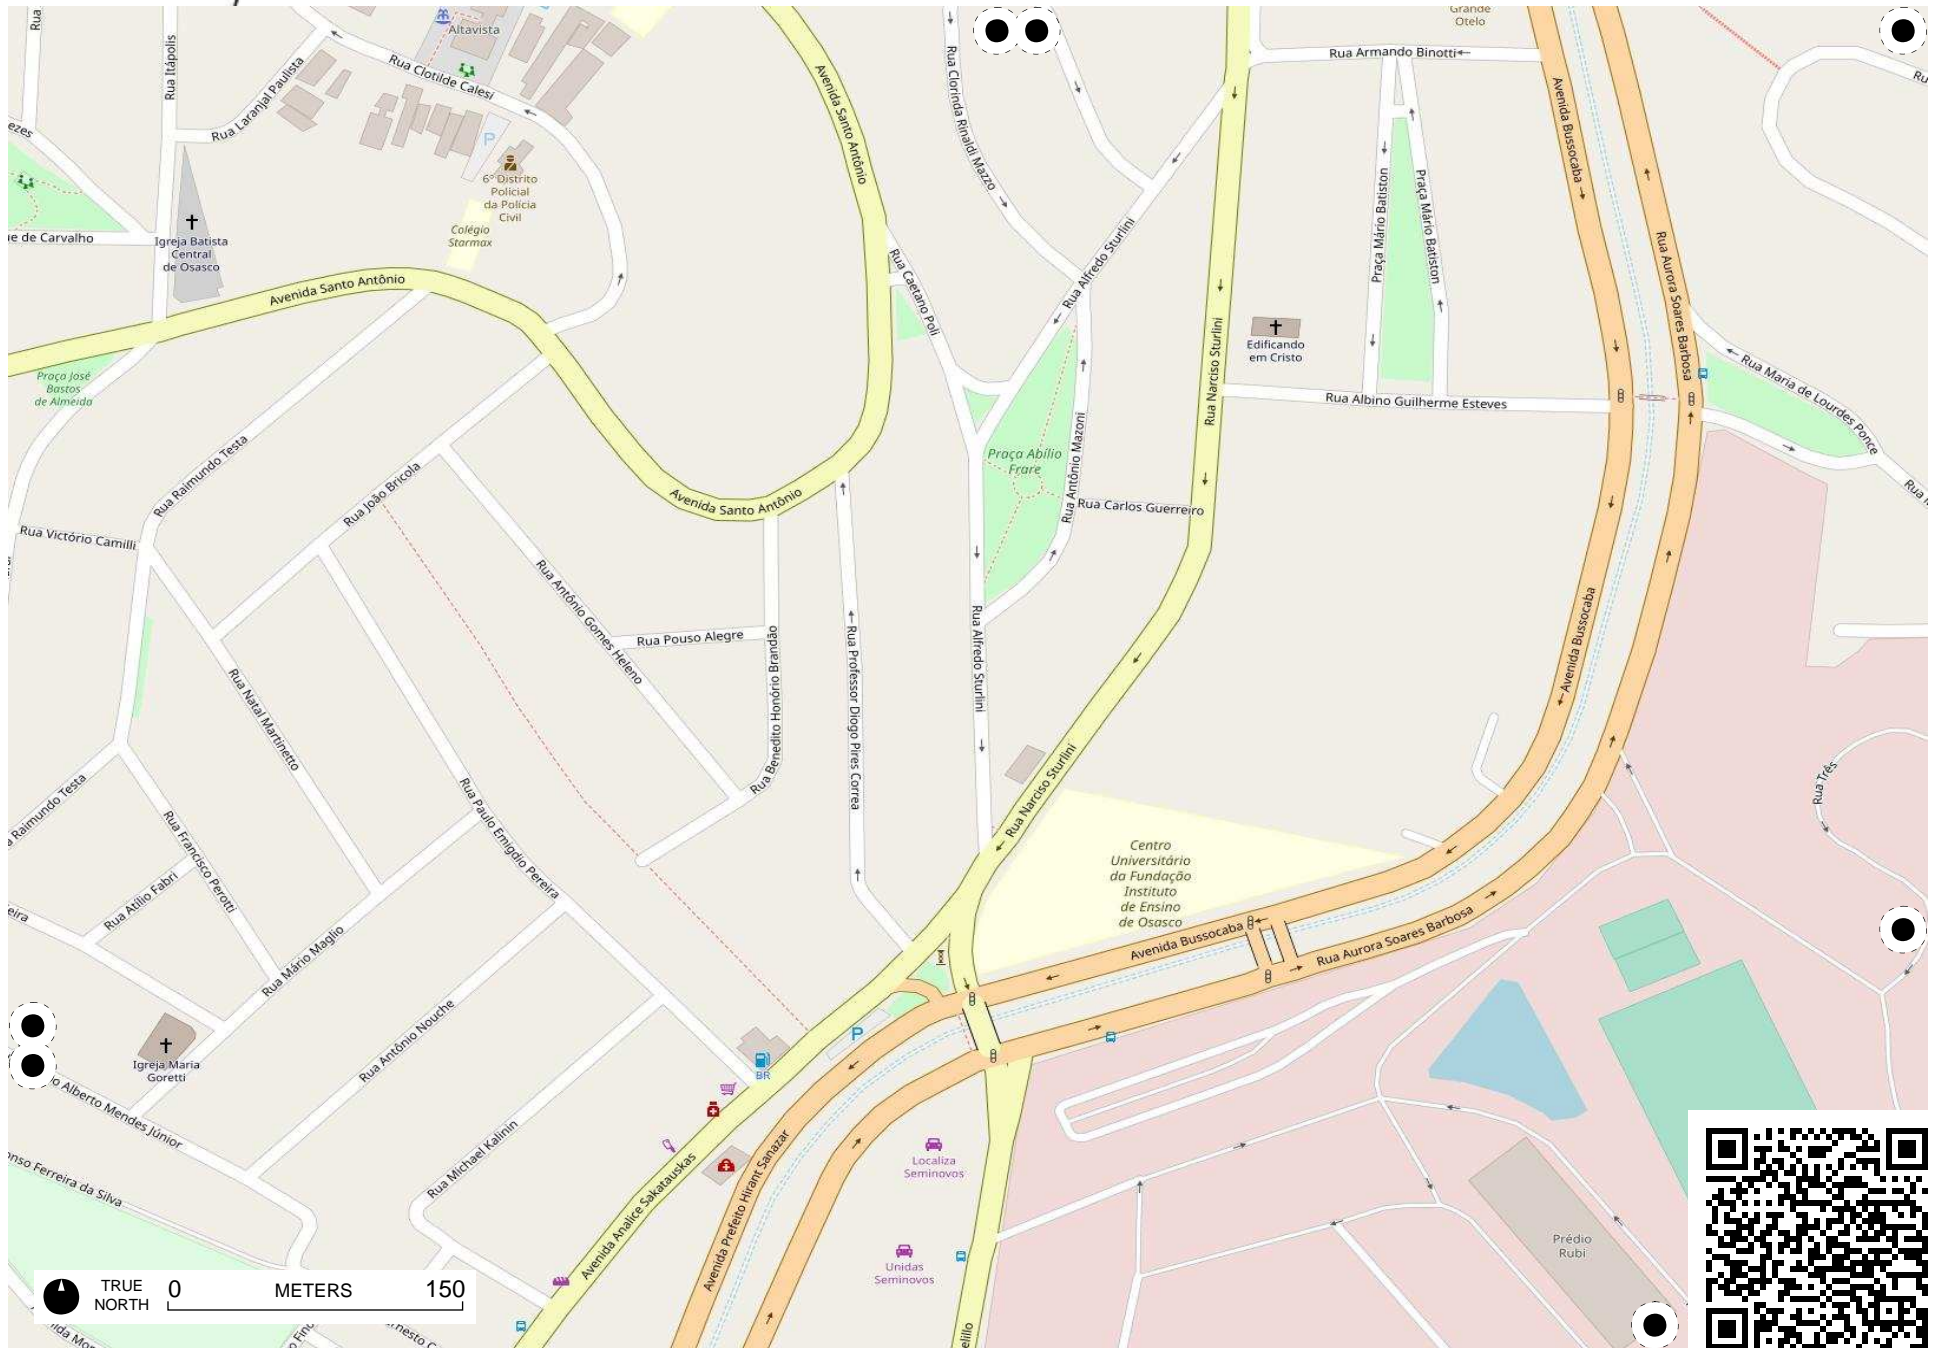 Rua
Rua Itápolis
Altavista
Rua Clotilde Calesi
Rua Laranjal Paulista
Avenida Santo Antônio
Rua Clorinda Rinaldi Mazzo
Grande
Otelo
Rua Armando Binotti
Avenida Bussocaba
Ru
ezes
6º Distrito
Policial
da Polícia
Civil
P
Colégio
Starmax
ue de Carvalho
Igreja Batista
Central
de Osasco
Avenida Santo Antônio
Rua Caetano Poli
Rua Alfredo Sturlini
Praça Mário Batiston
Praça Mário Batiston
Rua Aurora Soares Barbosa
Edificando
em Cristo
Rua Narciso Sturlini
Praça José
Bastos
de Almeida
Rua Albino Guilherme Esteves
Rua Maria de Lourdes Ponce
Rua Raimundo Testa
Rua João Bricola
Praça Abílio
Frare
Rua Antônio Mazoni
Avenida Santo Antônio
Rua Carlos Guerreiro
Rua Victório Camilli
Rua Antônio Gomes Heleno
Rua Pouso Alegre
Rua Benedito Honório Brandão
Rua Professor Diogo Pires Correa
Rua Alfredo Sturlini
Avenida Bussocaba
Rua Natal Martinetto
Rua Narciso Sturlini
Rua Três
a Raimundo Testa
Rua Paulo Emigdio Pereira
Rua Francisco Perotti
Centro
Universitário
da Fundação
Instituto
de Ensino
de Osasco
Rua Atílio Fabri
eira
Rua Mário Maglio
Avenida Bussocaba
Rua Aurora Soares Barbosa
Rua Antônio Nouche
P
Igreja Maria
Goretti
BR
o Alberto Mendes Júnior
Rua Michael Kalinin
Localiza
Seminovos
onso Ferreira da Silva
Avenida Analice Sakatauskas
Avenida Prefeito Hirant Sanazar
Unidas
Seminovos
Prédio
Rubi
TRUE
NORTH
0 METERS 150
elillo